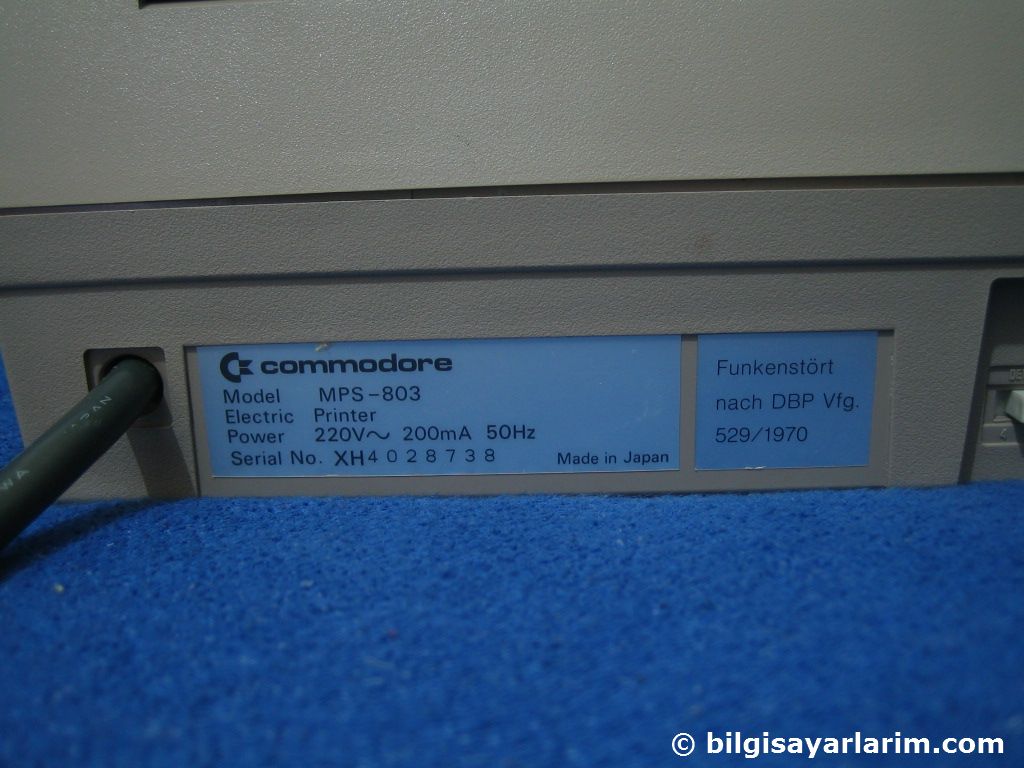 commodore
Model MPS-803
Electric Printer
Power 220V~ 200mA 50Hz
Serial No. XH4028738
Made in Japan
Funkenstört
nach DBP Vfg.
529/1970
© bilgisayarlarim.com